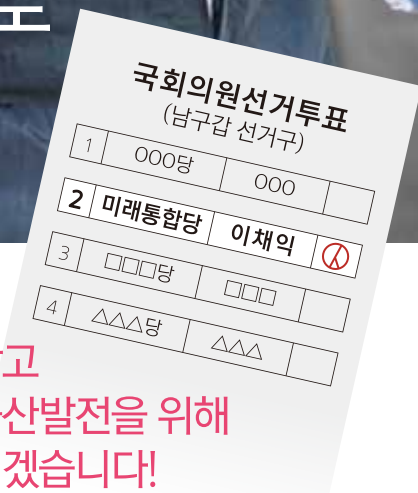 도
국회의원선거투표
(남구갑 선거구)
1 OOO당 OOO
2 미래통합당 이채익
3 □□□당 □□□
4 △△△당 △△△
고
산발전을 위해
겠습니다!